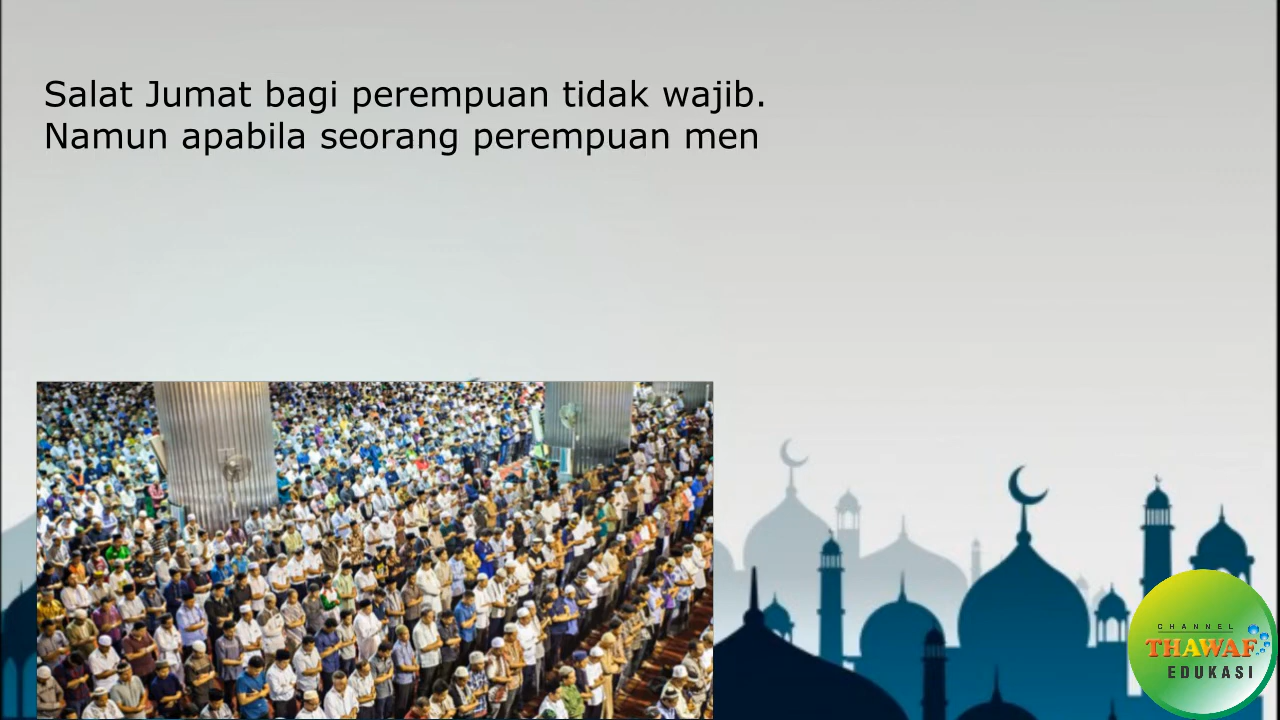 Salat Jumat bagi perempuan tidak wajib.
Namun apabila seorang perempuan men
CHANNEL
THAWAF
EDUKASI